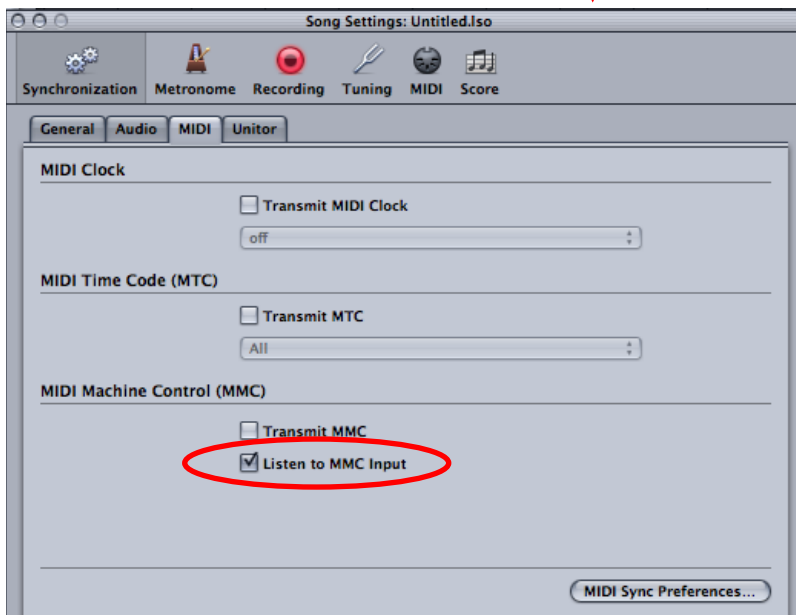 Song Settings: Untitled.lso
Synchronization Metronome Recording Tuning MIDI Score
General Audio MIDI Unitor
MIDI Clock
Transmit MIDI Clock
off
MIDI Time Code (MTC)
Transmit MTC
All
MIDI Machine Control (MMC)
Transmit MMC
Listen to MMC Input
MIDI Sync Preferences...